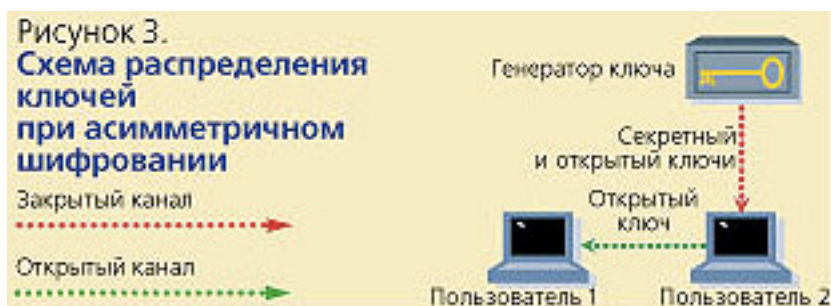 Рисунок 3.
Схема распределения
ключей
при асимметричном
шифровании
Закрытый канал
Открытый канал
Генератор ключа
Секретный
и открытый ключи
Открытый
ключ
Пользователь 1
Пользователь 2